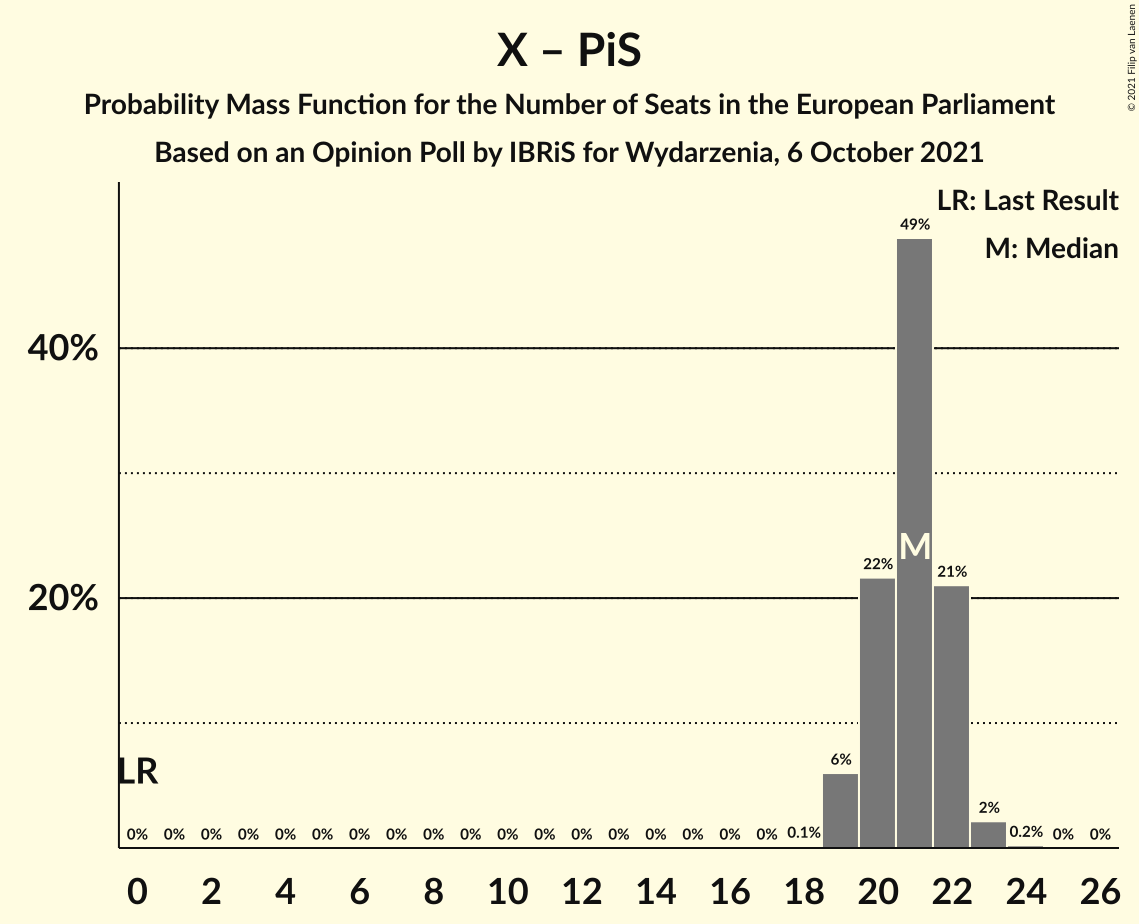 X – PiS
Probability Mass Function for the Number of Seats in the European Parliament
Based on an Opinion Poll by IBRiS for Wydarzenia, 6 October 2021
© 2021 Filip van Laenen
LR: Last Result
M: Median
49%
40%
M
22%
21%
20%
LR
6%
2%
0% 0% 0% 0% 0% 0% 0% 0% 0% 0% 0% 0% 0% 0% 0% 0% 0% 0% 0.1% 0.2% 0% 0%
0 2 4 6 8 10 12 14 16 18 20 22 24 26